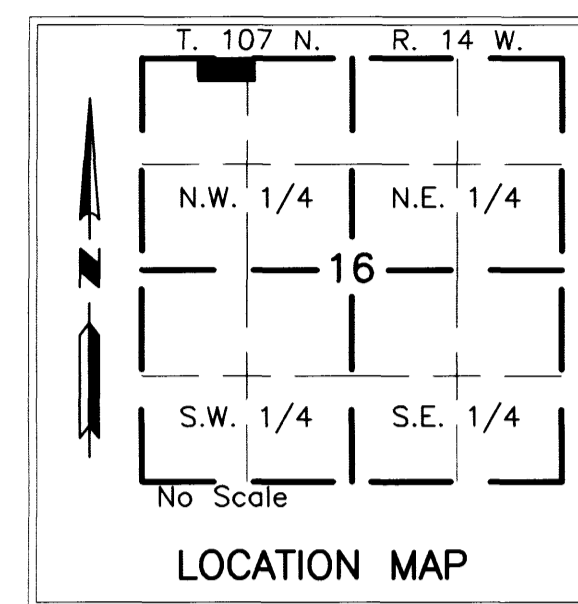 T. 107 N. R. 14 W.
N.W. 1/4 N.E. 1/4
N
16
S.W. 1/4 S.E. 1/4
No Scale
LOCATION MAP